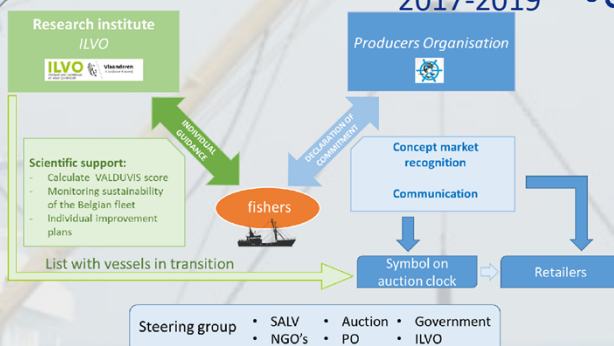 2017-2019
Research institute
ILVO
Producers Organisation
ILVO
Vlaanderen
INDIVIDUAL
GUIDANCE
DECLARATION OF
COMMITMENT
Scientific support:
- Calculate VALDUVIS score
- Monitoring sustainability
of the Belgian fleet
- Individual improvement
plans
Concept market
recognition
Communication
fishers
List with vessels in transition
Symbol on
auction clock
Retailers
Steering group
• SALV • Auction • Government
• NGO's • PO • ILVO